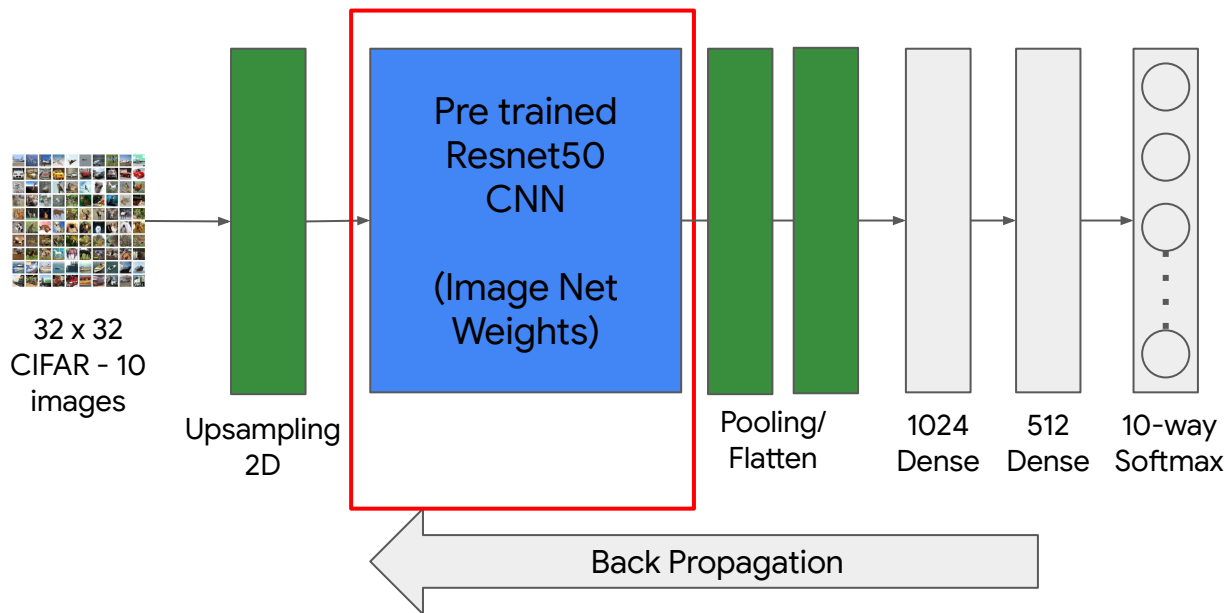 Pre trained
Resnet50
CNN
(Image Net
Weights)
32 x 32
CIFAR - 10
images
Upsampling
2D
Pooling/
Flatten
1024
Dense
512
Dense
10-way
Softmax
Back Propagation